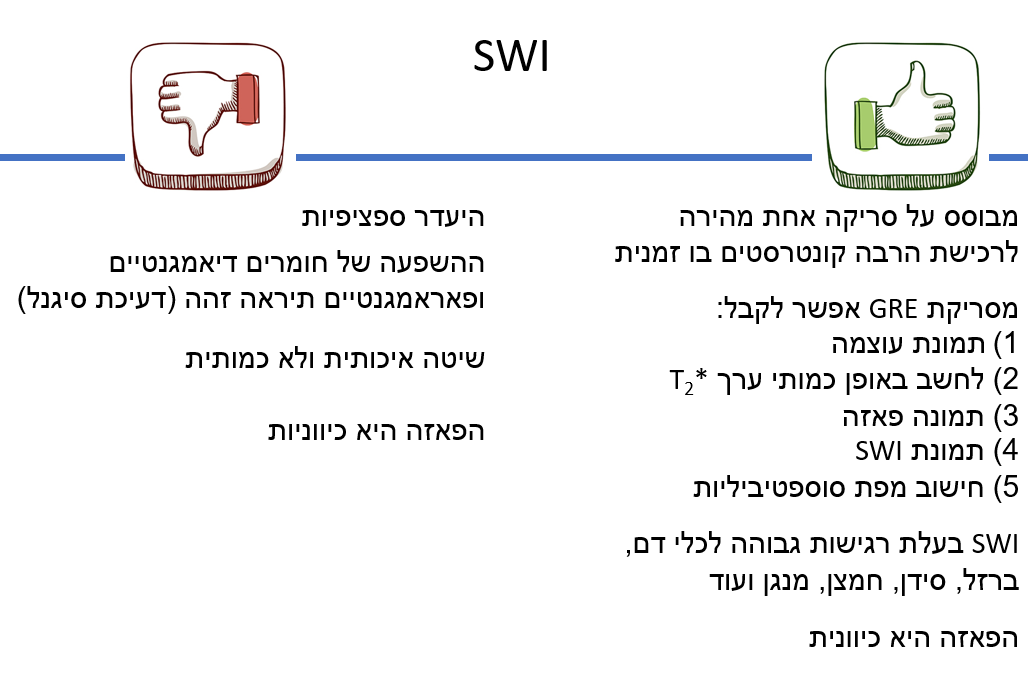 SWI
מבוסס על סריקה אחת מהירה
לרכישת הרבה קונטרסטים בו זמנית
מסריקת GRE אפשר לקבל:
1) תמונת עוצמה
2) לחשב באופן כמותי ערך T₂*
3) תמונה פאזה
4) תמונת SWI
5) חישוב מפת סוספטיביליות
SWI בעלת רגישות גבוהה לכלי דם,
ברזל, סידן, חמצן, מנגן ועוד
הפאזה היא כיוונית
היעדר ספציפיות
ההשפעה של חומרים דיאמגנטיים
ופאראמגנטיים תיראה זהה (דעיכת סיגנל)
שיטה איכותית ולא כמותית
הפאזה היא כיווניות